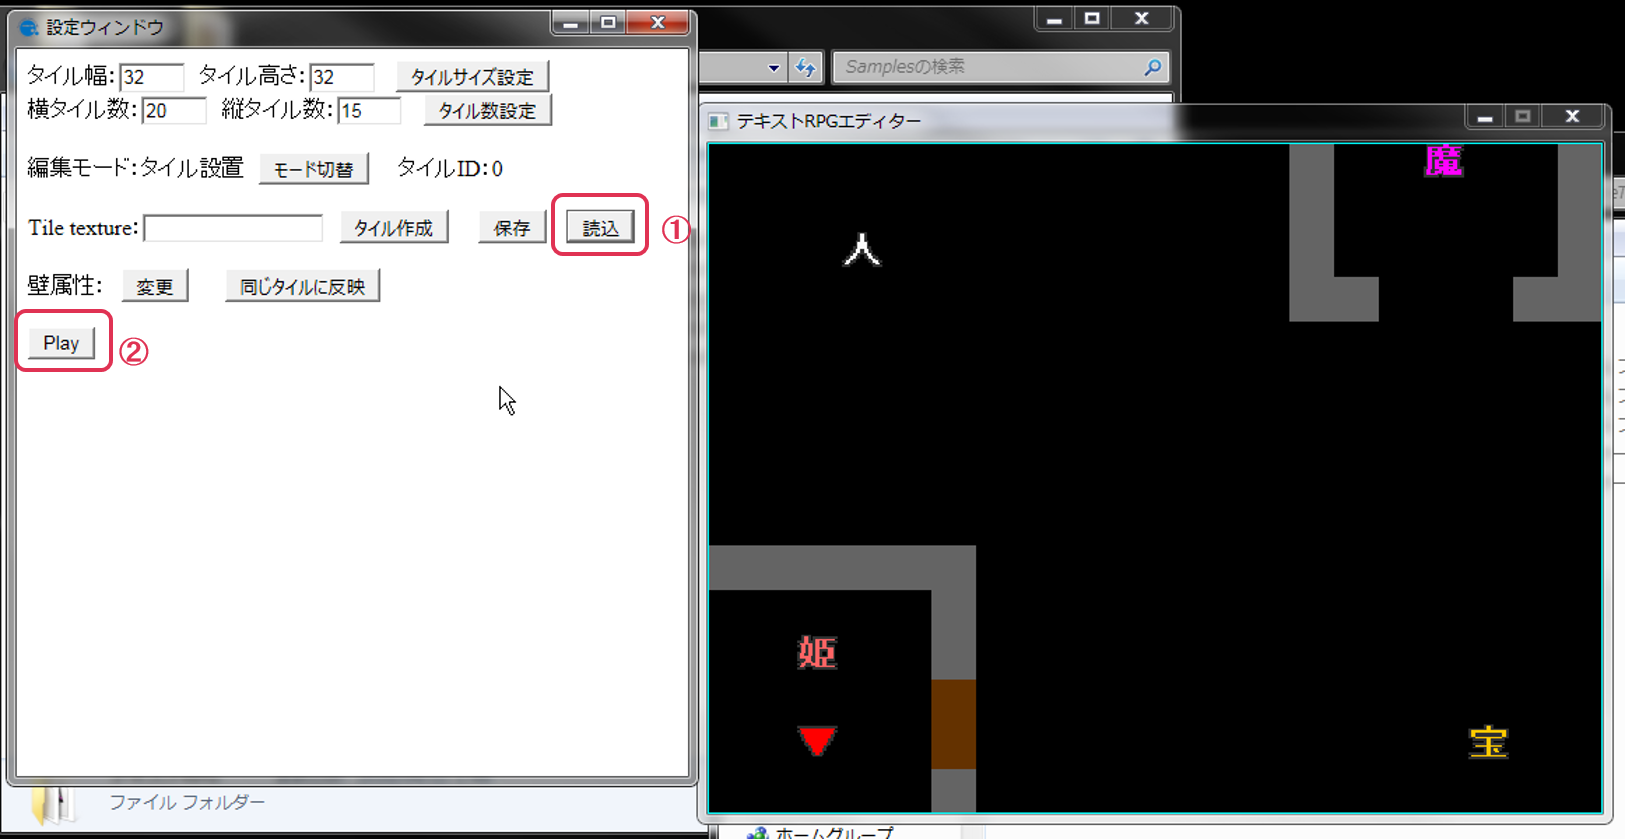 設定ウィンドウ
タイル幅: 32 タイル高さ: 32 タイルサイズ設定
横タイル数: 20 縦タイル数: 15 タイル数設定
編集モード:タイル設置 モード切替 タイルID:0
Tile texture: タイル作成 保存 読込 ①
壁属性: 変更 同じタイルに反映
Play ②
ファイル フォルダー
Samplesの検索
テキストRPGエディター
魔
人
姫
宝
ホームグループ